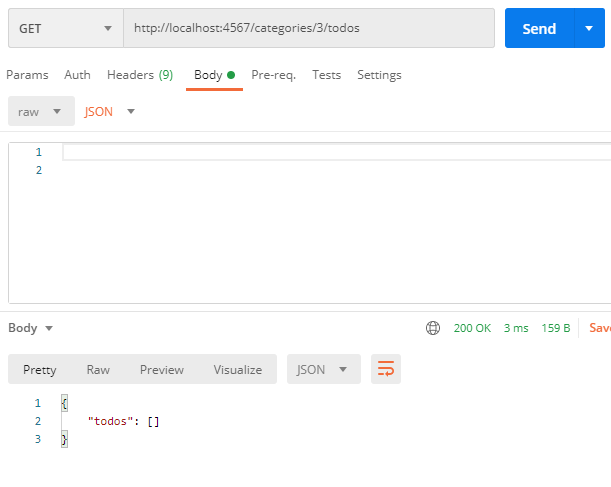 GET http://localhost:4567/categories/3/todos Send
Params Auth Headers (9) Body Pre-req. Tests Settings
raw JSON
1
2
Body 200 OK 3 ms 159 B Save
Pretty Raw Preview Visualize JSON
1 {
2 "todos": []
3 }